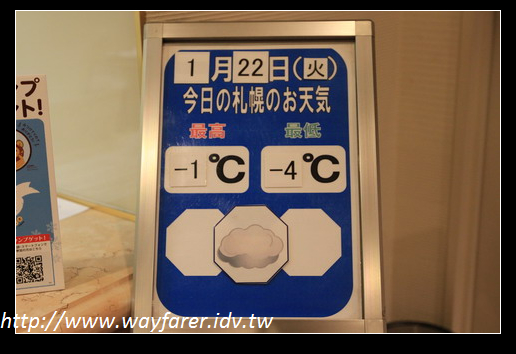 1月22日(火)
今日の札幌のお天気
最高 最低
-1℃ -4℃
http://www.wayfarer.idv.tw